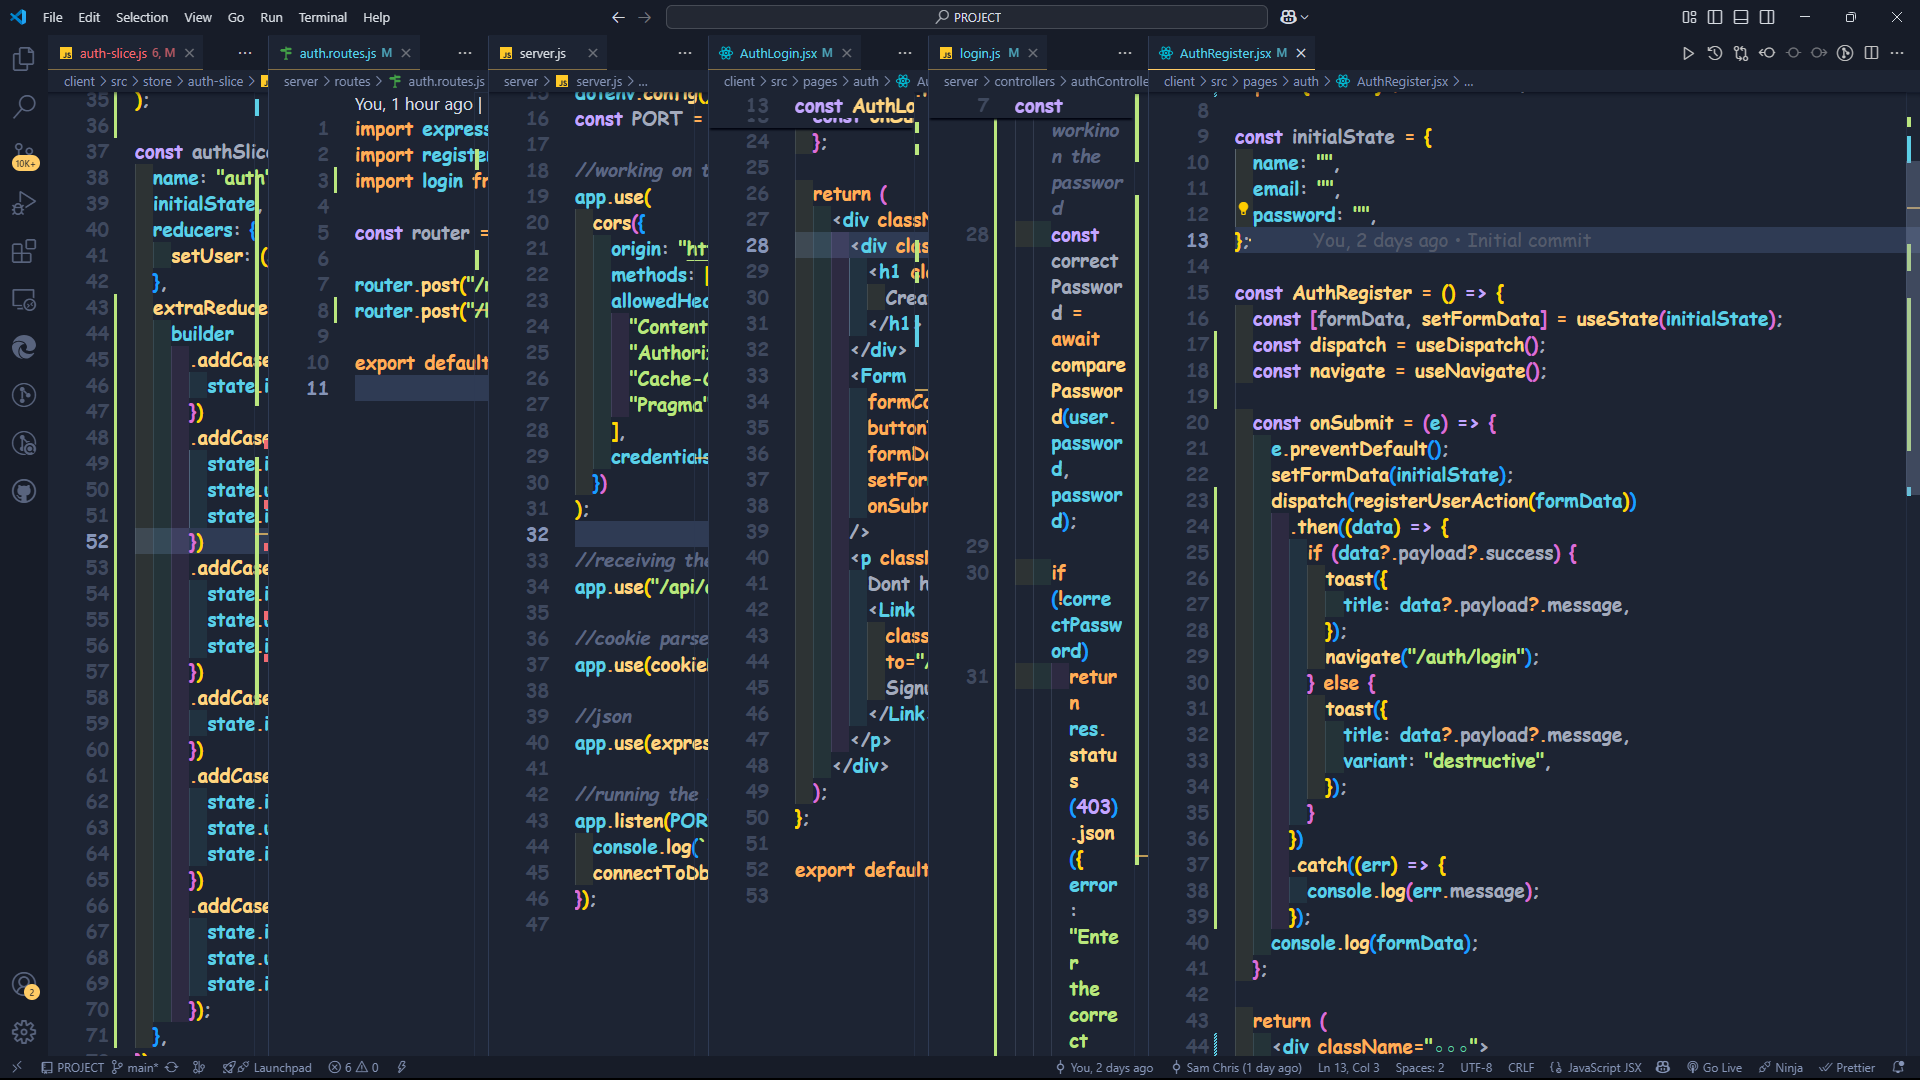 File Edit Selection View Go Run Terminal Help
PROJECT
auth-slice.js 6, M
client > src > store > auth-slice >
35 );
36
37 const authSlic
38 name: "auth"
39 initialState,
40 reducers: {
41 setUser: (
42 },
43 extraReduce
44 builder
45 .addCase
46 state.i
47 })
48 .addCase
49 state.i
50 state.u
51 state.i
52 })
53 .addCase
54 state.i
55 state.u
56 state.i
57 })
58 .addCase
59 state.i
60 })
61 .addCase
62 state.i
63 state.u
64 state.i
65 })
66 .addCase
67 state.i
68 state.u
69 state.i
70 });
71 },
auth.routes.js M
server > routes > auth.routes.js
You, 1 hour ago |
1 import express
2 import registe
3 import login fr
4
5 const router =
6
7 router.post("/r
8 router.post("/l
9
10 export default
11
server.js
server > server.js > ...
15 dotenv.config()
16 const PORT =
17
18 //working on t
19 app.use(
20 cors({
21 origin: "htt
22 methods: [
23 allowedHea
24 "Content
25 "Authori
26 "Cache-C
27 "Pragma"
28 ],
29 credentials
30 })
31 );
32
33 //receiving the
34 app.use("/api/
35
36 //cookie parse
37 app.use(cookie
38
39 //json
40 app.use(expres
41
42 //running the
43 app.listen(POR
44 console.log(`
45 connectToDb
46 });
47
AuthLogin.jsx M
client > src > pages > auth >
13 const AuthLo
24 };
25
26 return (
27 <div classN
28 <div clas
29 <h1 cl
30 Crea
31 </h1>
32 </div>
33 <Form
34 formCo
35 button
36 formDa
37 setFor
38 onSubm
39 />
40 <p classN
41 Dont h
42 <Link
43 class
44 to="/
45 Signu
46 </Link
47 </p>
48 </div>
49 );
50 };
51
52 export default
53
login.js M
server > controllers > authControlle
7 const
workino
n the
passwor
d
28 const
correct
Passwor
d =
await
compare
Passwor
d(user.
passwor
d,
passwor
d);
29
30 if
(!corre
ctPassw
ord)
31 retur
n
res.
statu
s
(403)
.json
({
error
:
"Ente
r
the
corre
ct
AuthRegister.jsx M
client > src > pages > auth > AuthRegister.jsx > ...
8
9 const initialState = {
10 name: "",
11 email: "",
12 password: "",
13 }; You, 2 days ago • Initial commit
14
15 const AuthRegister = () => {
16 const [formData, setFormData] = useState(initialState);
17 const dispatch = useDispatch();
18 const navigate = useNavigate();
19
20 const onSubmit = (e) => {
21 e.preventDefault();
22 setFormData(initialState);
23 dispatch(registerUserAction(formData))
24 .then((data) => {
25 if (data?.payload?.success) {
26 toast({
27 title: data?.payload?.message,
28 });
29 navigate("/auth/login");
30 } else {
31 toast({
32 title: data?.payload?.message,
33 variant: "destructive",
34 });
35 }
36 })
37 .catch((err) => {
38 console.log(err.message);
39 });
40 console.log(formData);
41 };
42
43 return (
44 <div className="...">
10K+
2
PROJECT main* Launchpad 6 0 You, 2 days ago Sam Chris (1 day ago) Ln 13, Col 3 Spaces: 2 UTF-8 CRLF {} JavaScript JSX Go Live Ninja Prettier